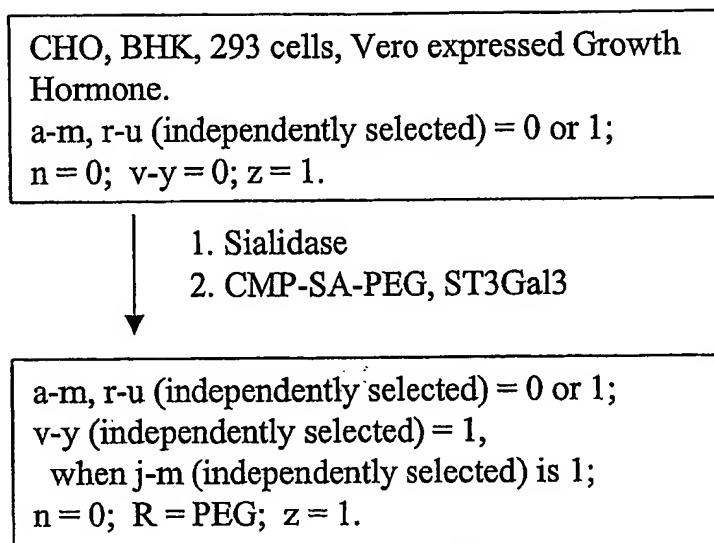 CHO, BHK, 293 cells, Vero expressed Growth
Hormone.
a-m, r-u (independently selected) = 0 or 1;
n = 0; v-y = 0; z = 1.
1. Sialidase
2. CMP-SA-PEG, ST3Gal3
a-m, r-u (independently selected) = 0 or 1;
v-y (independently selected) = 1,
when j-m (independently selected) is 1;
n = 0; R = PEG; z = 1.